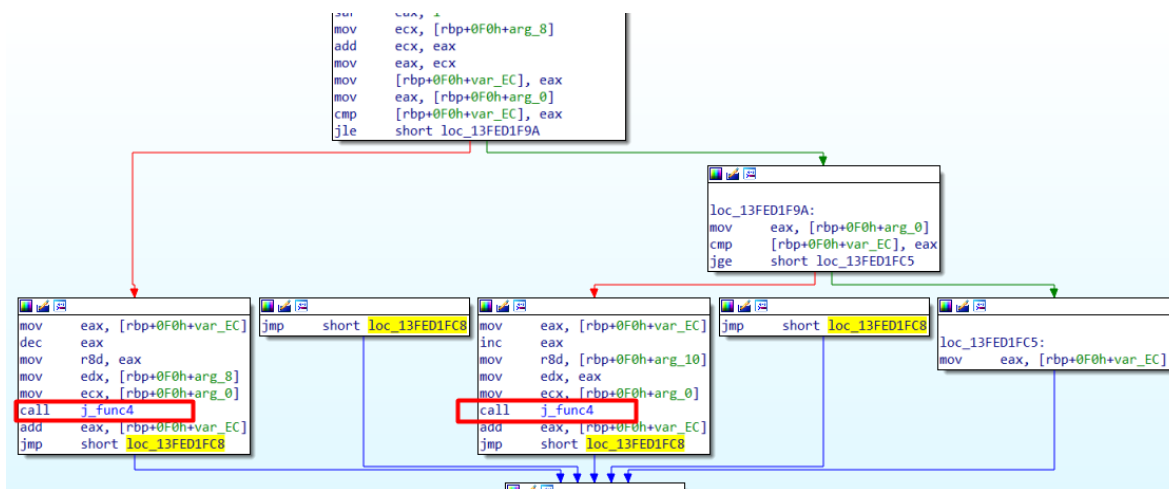 sar     eax, 1
mov     ecx, [rbp+0F0h+arg_8]
add     ecx, eax
mov     eax, ecx
mov     [rbp+0F0h+var_EC], eax
mov     eax, [rbp+0F0h+arg_0]
cmp     [rbp+0F0h+var_EC], eax
jle     short loc_13FED1F9A
loc_13FED1F9A:
mov     eax, [rbp+0F0h+arg_0]
cmp     [rbp+0F0h+var_EC], eax
jge     short loc_13FED1FC5
mov     eax, [rbp+0F0h+var_EC]
dec     eax
mov     r8d, eax
mov     edx, [rbp+0F0h+arg_8]
mov     ecx, [rbp+0F0h+arg_0]
call    j_func4
add     eax, [rbp+0F0h+var_EC]
jmp     short loc_13FED1FC8
jmp     short loc_13FED1FC8
mov     eax, [rbp+0F0h+var_EC]
inc     eax
mov     r8d, [rbp+0F0h+arg_10]
mov     edx, eax
mov     ecx, [rbp+0F0h+arg_0]
call    j_func4
add     eax, [rbp+0F0h+var_EC]
jmp     short loc_13FED1FC8
jmp     short loc_13FED1FC8
loc_13FED1FC5:
mov     eax, [rbp+0F0h+var_EC]